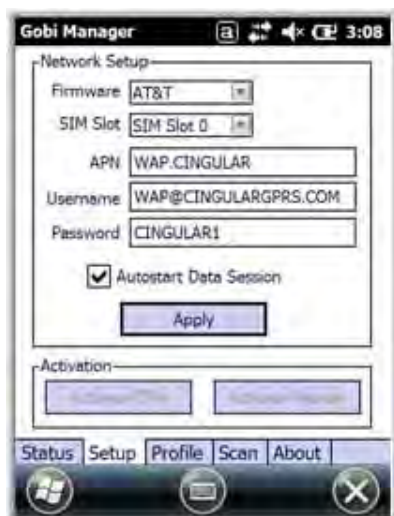 Gobi Manager a 3:08
Network Setup
Firmware AT&T
SIM Slot SIM Slot 0
APN WAP.CINGULAR
Username WAP@CINGULARGPRS.COM
Password CINGULAR1
Autostart Data Session
Apply
Activation
Status Setup Profile Scan About